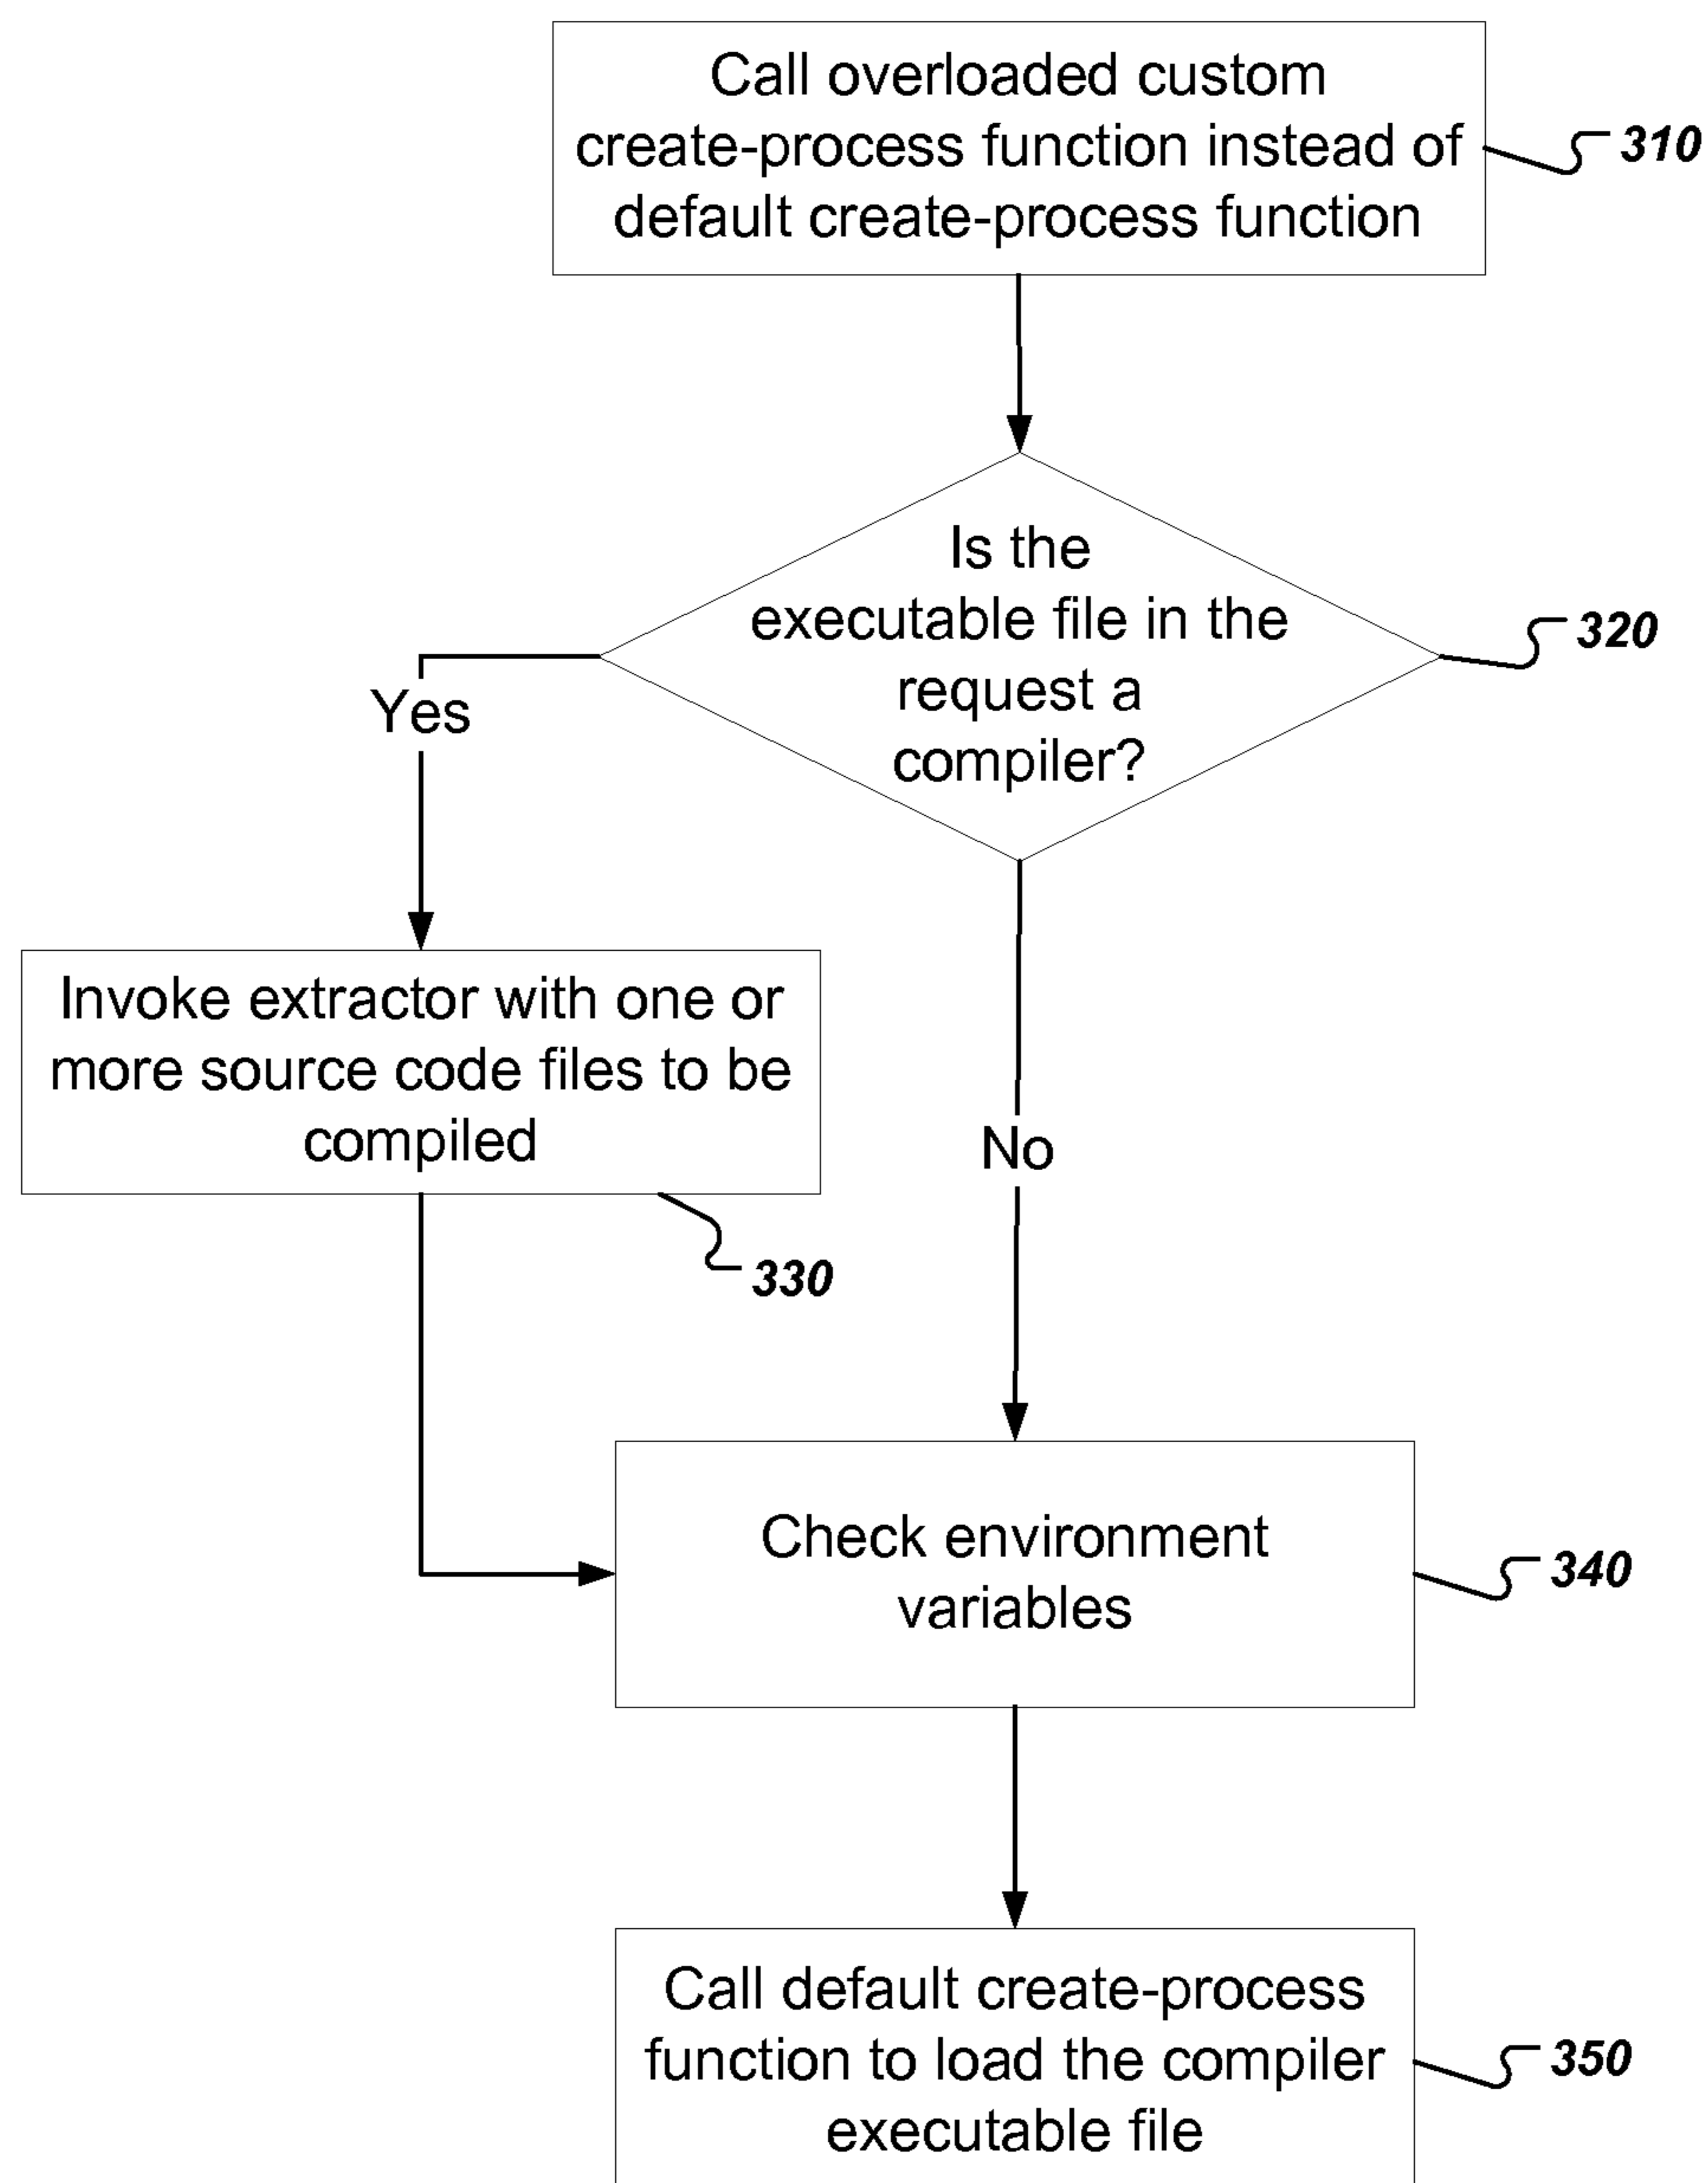 Call overloaded custom
create-process function instead of
default create-process function
310
Is the
executable file in the
request a
compiler?
320
Yes
Invoke extractor with one or
more source code files to be
compiled
330
No
Check environment
variables
340
Call default create-process
function to load the compiler
executable file
350